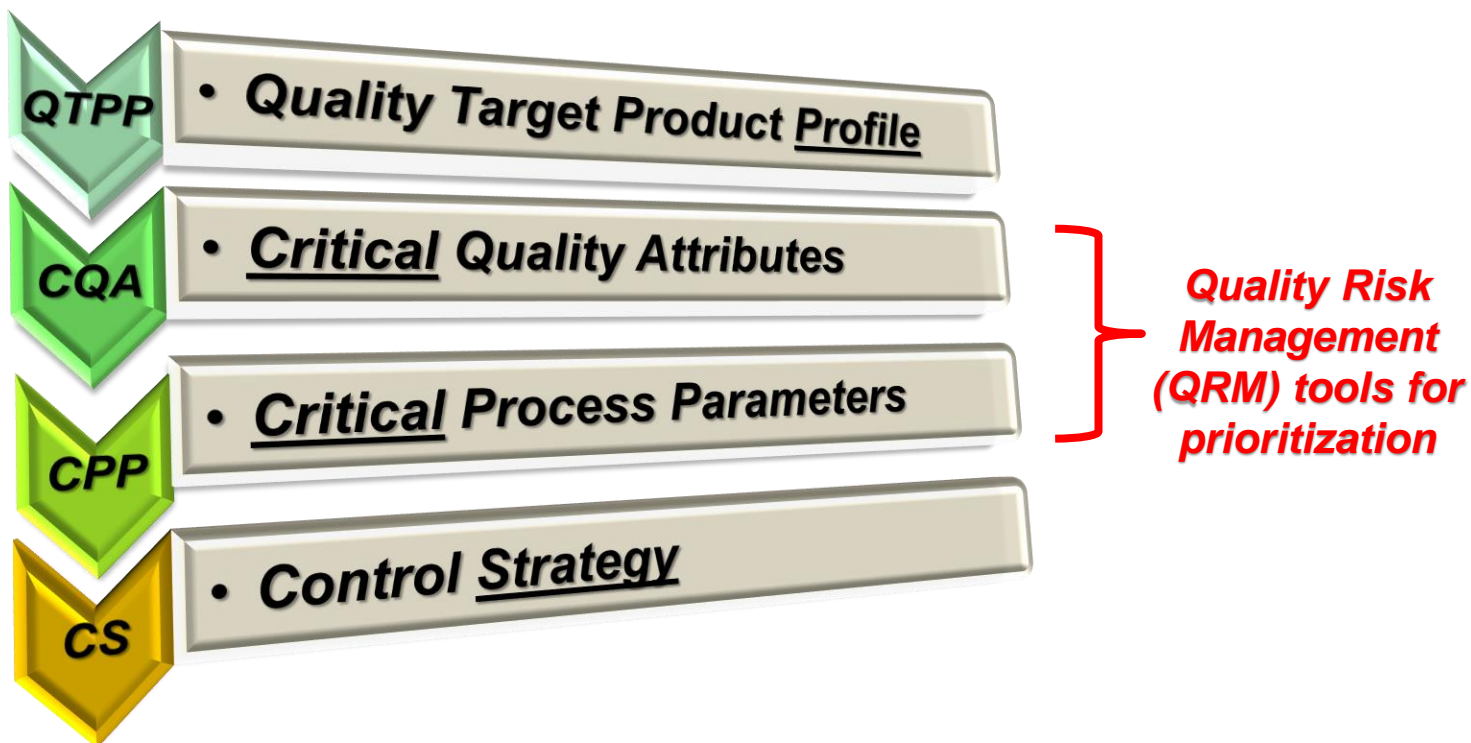 QTPP
• Quality Target Product Profile
CQA
• Critical Quality Attributes
CPP
• Critical Process Parameters
CS
• Control Strategy
Quality Risk
Management
(QRM) tools for
prioritization